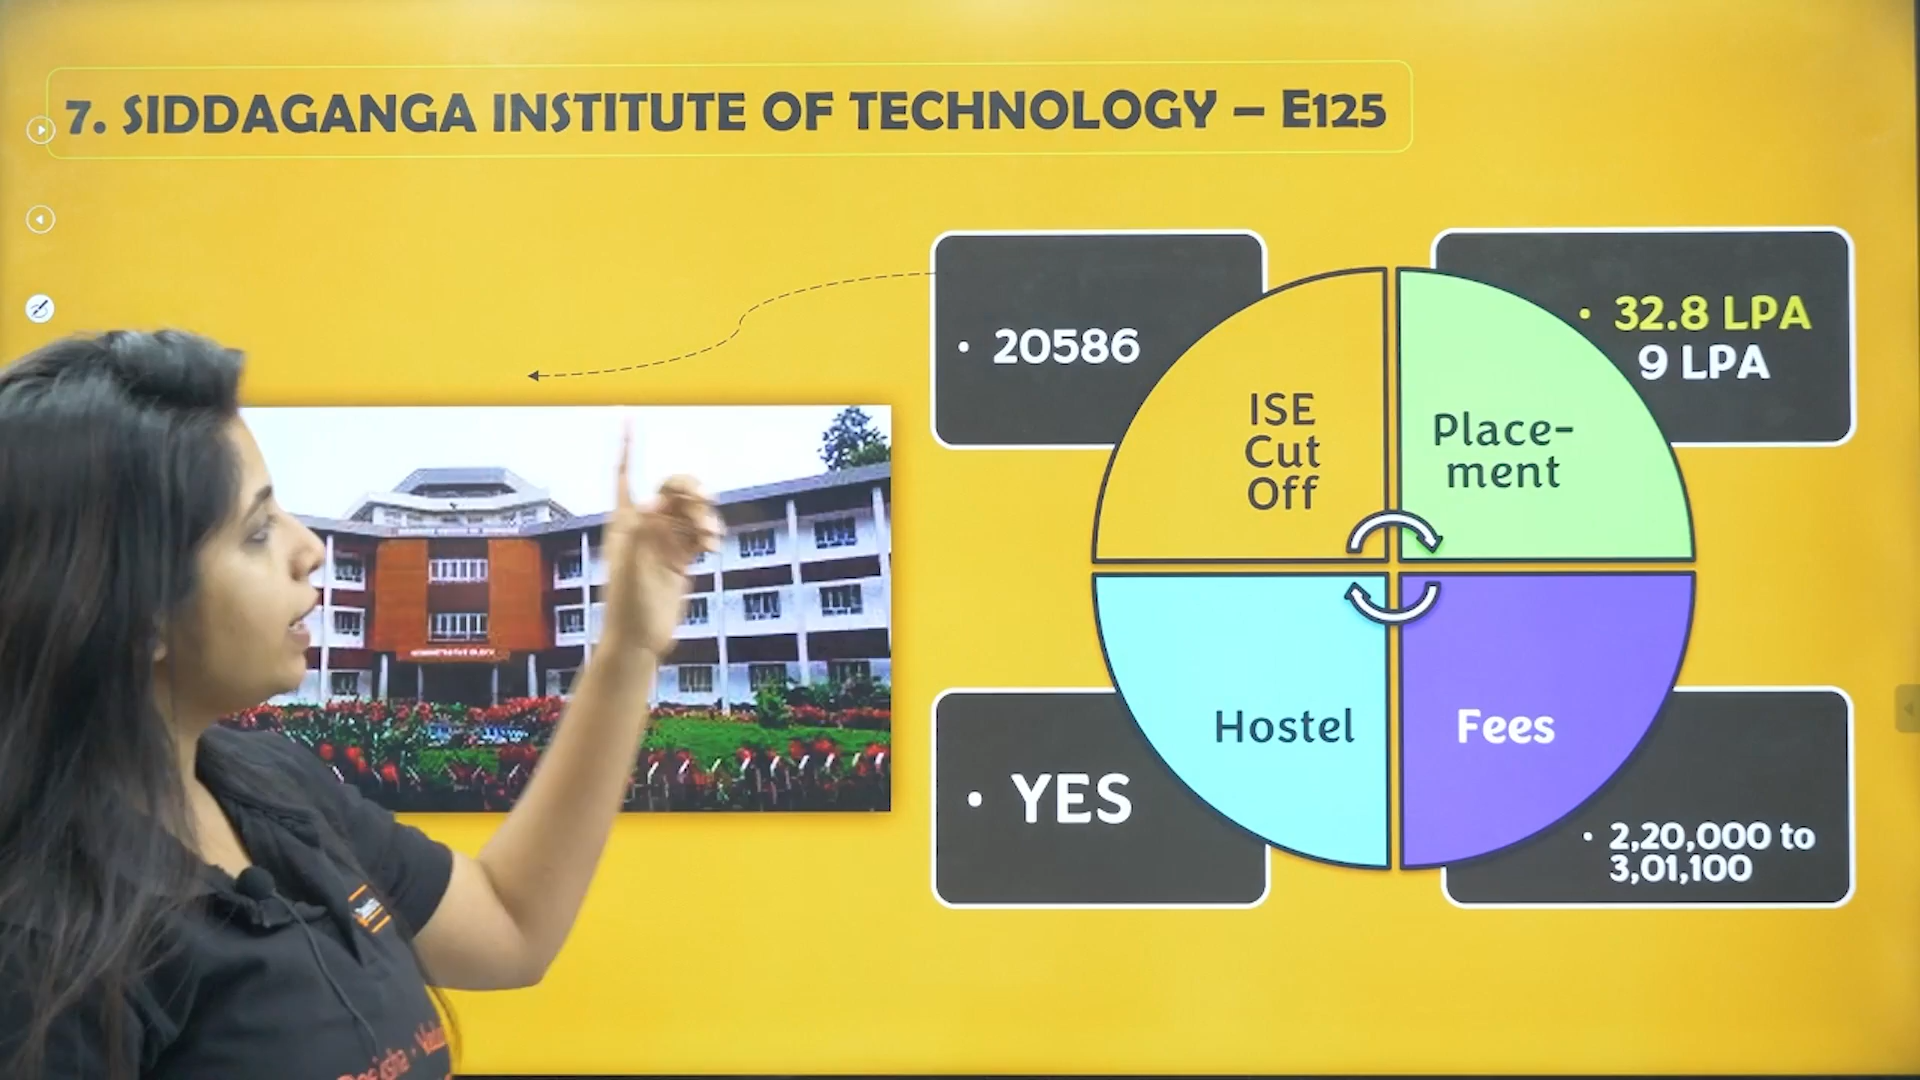 7. SIDDAGANGA INSTITUTE OF TECHNOLOGY – E125
• 20586
• 32.8 LPA
9 LPA
ISE
Cut
Off
Place-
ment
Hostel
Fees
• YES
• 2,20,000 to
3,01,100